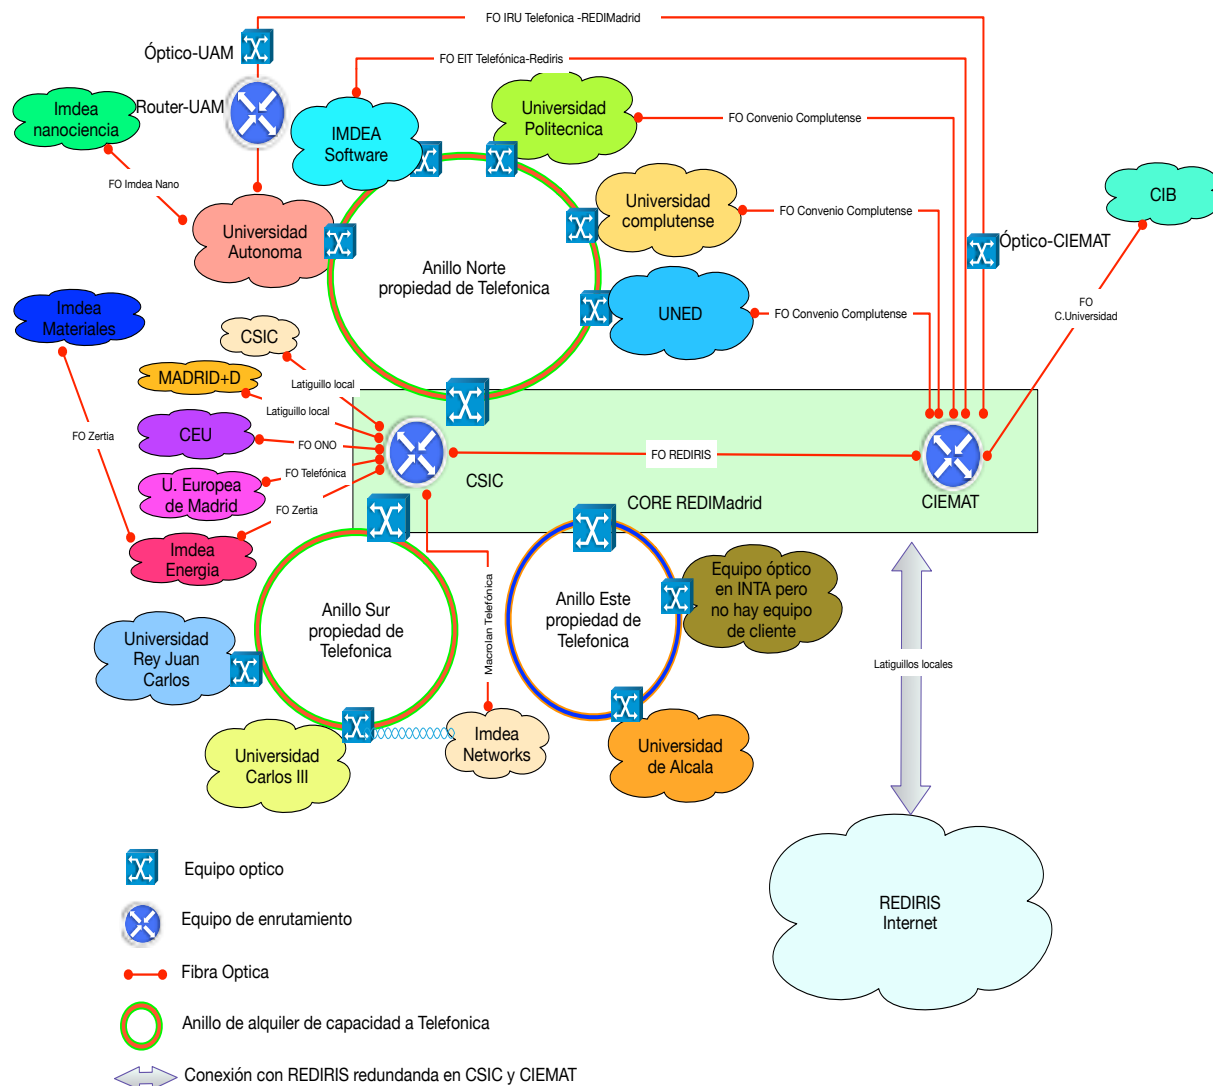 FO IRU Telefonica -REDIMadrid
Óptico-UAM
FO EIT Telefónica-Rediris
Router-UAM
Imdea
nanociencia
IMDEA
Software
Universidad
Politecnica
FO Convenio Complutense
FO Imdea Nano
Universidad
Autonoma
Universidad
complutense
FO Convenio Complutense
CIB
Óptico-CIEMAT
Anillo Norte
propiedad de Telefonica
UNED
FO Convenio Complutense
FO
C.Universidad
Imdea
Materiales
CSIC
MADRID+D
Latiguillo local
Latiguillo local
CEU
FO Zertia
FO ONO
FO REDIRIS
U. Europea
de Madrid
FO Telefónica
CSIC
CORE REDIMadrid
CIEMAT
FO Zertia
Imdea
Energia
Anillo Sur
propiedad de
Telefonica
Macrolan Telefónica
Anillo Este
propiedad de
Telefonica
Equipo óptico
en INTA pero
no hay equipo
de cliente
Universidad
Rey Juan
Carlos
Latiguillos locales
Universidad
Carlos III
Imdea
Networks
Universidad
de Alcala
Equipo optico
REDIRIS
Internet
Equipo de enrutamiento
Fibra Optica
Anillo de alquiler de capacidad a Telefonica
Conexión con REDIRIS redundanda en CSIC y CIEMAT